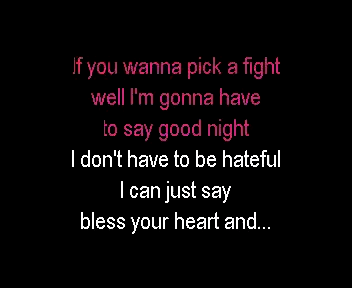 If you wanna pick a fight
well I'm gonna have
to say good night
I don't have to be hateful
I can just say
bless your heart and...